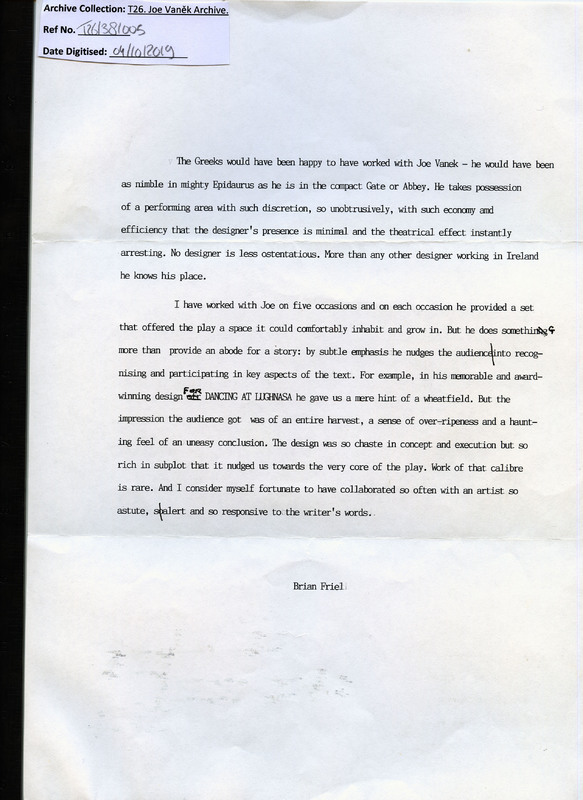 Archive Collection: T26. Joe Vaněk Archive.
Ref No. T26/381005
Date Digitised: 04/10/2019
The Greeks would have been happy to have worked with Joe Vanek - he would have been
as nimble in mighty Epidaurus as he is in the compact Gate or Abbey. He takes possession
of a performing area with such discretion, so unobtrusively, with such economy and
efficiency that the designer's presence is minimal and the theatrical effect instantly
arresting. No designer is less ostentatious. More than any other designer working in Ireland
he knows his place.
I have worked with Joe on five occasions and on each occasion he provided a set
that offered the play a space it could comfortably inhabit and grow in. But he does something
more than provide an abode for a story: by subtle emphasis he nudges the audience into recog-
nising and participating in key aspects of the text. For example, in his memorable and award-
winning design FOR DANCING AT LUGHNASA he gave us a mere hint of a wheatfield. But the
impression the audience got was of an entire harvest, a sense of over-ripeness and a haunt-
ing feel of an uneasy conclusion. The design was so chaste in concept and execution but so
rich in subplot that it nudged us towards the very core of the play. Work of that calibre
is rare. And I consider myself fortunate to have collaborated so often with an artist so
astute, so alert and so responsive to the writer's words.
Brian Friel